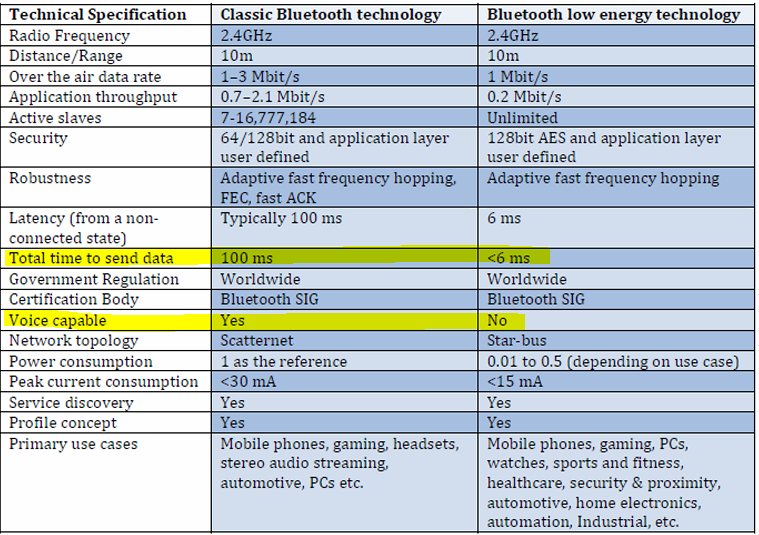 Technical Specification Classic Bluetooth technology Bluetooth low energy technology
Radio Frequency 2.4GHz 2.4GHz
Distance/Range 10m 10m
Over the air data rate 1–3 Mbit/s 1 Mbit/s
Application throughput 0.7–2.1 Mbit/s 0.2 Mbit/s
Active slaves 7-16,777,184 Unlimited
Security 64/128bit and application layer 128bit AES and application layer
user defined user defined
Robustness Adaptive fast frequency hopping, Adaptive fast frequency hopping
FEC, fast ACK
Latency (from a non- Typically 100 ms 6 ms
connected state)
Total time to send data 100 ms <6 ms
Government Regulation Worldwide Worldwide
Certification Body Bluetooth SIG Bluetooth SIG
Voice capable Yes No
Network topology Scatternet Star-bus
Power consumption 1 as the reference 0.01 to 0.5 (depending on use case)
Peak current consumption <30 mA <15 mA
Service discovery Yes Yes
Profile concept Yes Yes
Primary use cases Mobile phones, gaming, headsets, Mobile phones, gaming, PCs,
stereo audio streaming, watches, sports and fitness,
automotive, PCs etc. healthcare, security & proximity,
automotive, home electronics,
automation, Industrial, etc.